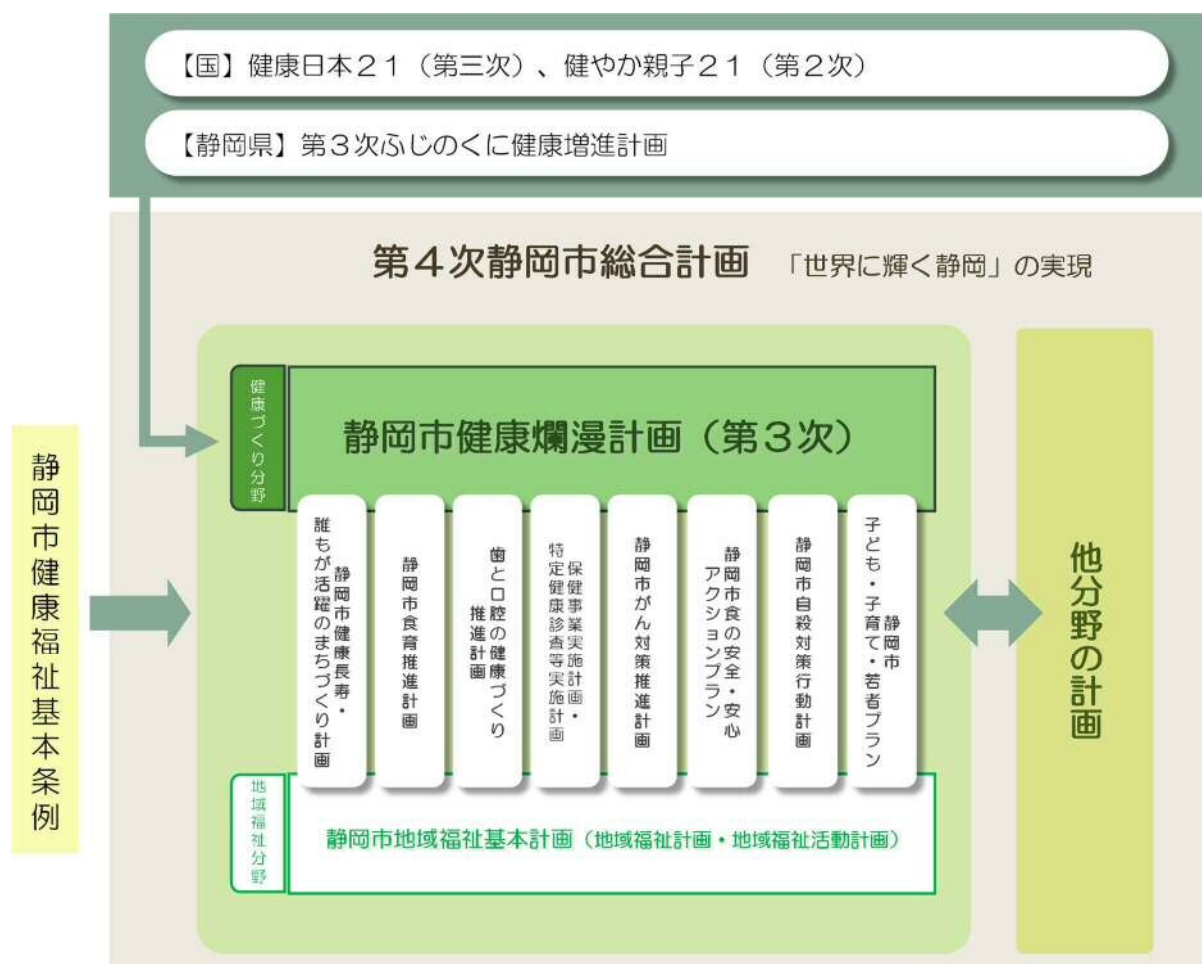 【国】健康日本２１（第三次）、健やか親子２１（第２次）
【静岡県】第３次ふじのくに健康増進計画
第４次静岡市総合計画　「世界に輝く静岡」の実現
静岡市健康福祉基本条例
健康づくり分野
静岡市健康爛漫計画（第３次）
静岡市健康長寿・
誰もが活躍のまちづくり計画
静岡市食育推進計画
歯と口腔の健康づくり
推進計画
保健事業実施計画・
特定健康診査等実施計画
静岡市がん対策推進計画
静岡市食の安全・安心
アクションプラン
静岡市自殺対策行動計画
静岡市
子ども・子育て・若者プラン
地域福祉分野
静岡市地域福祉基本計画（地域福祉計画・地域福祉活動計画）
他分野の計画